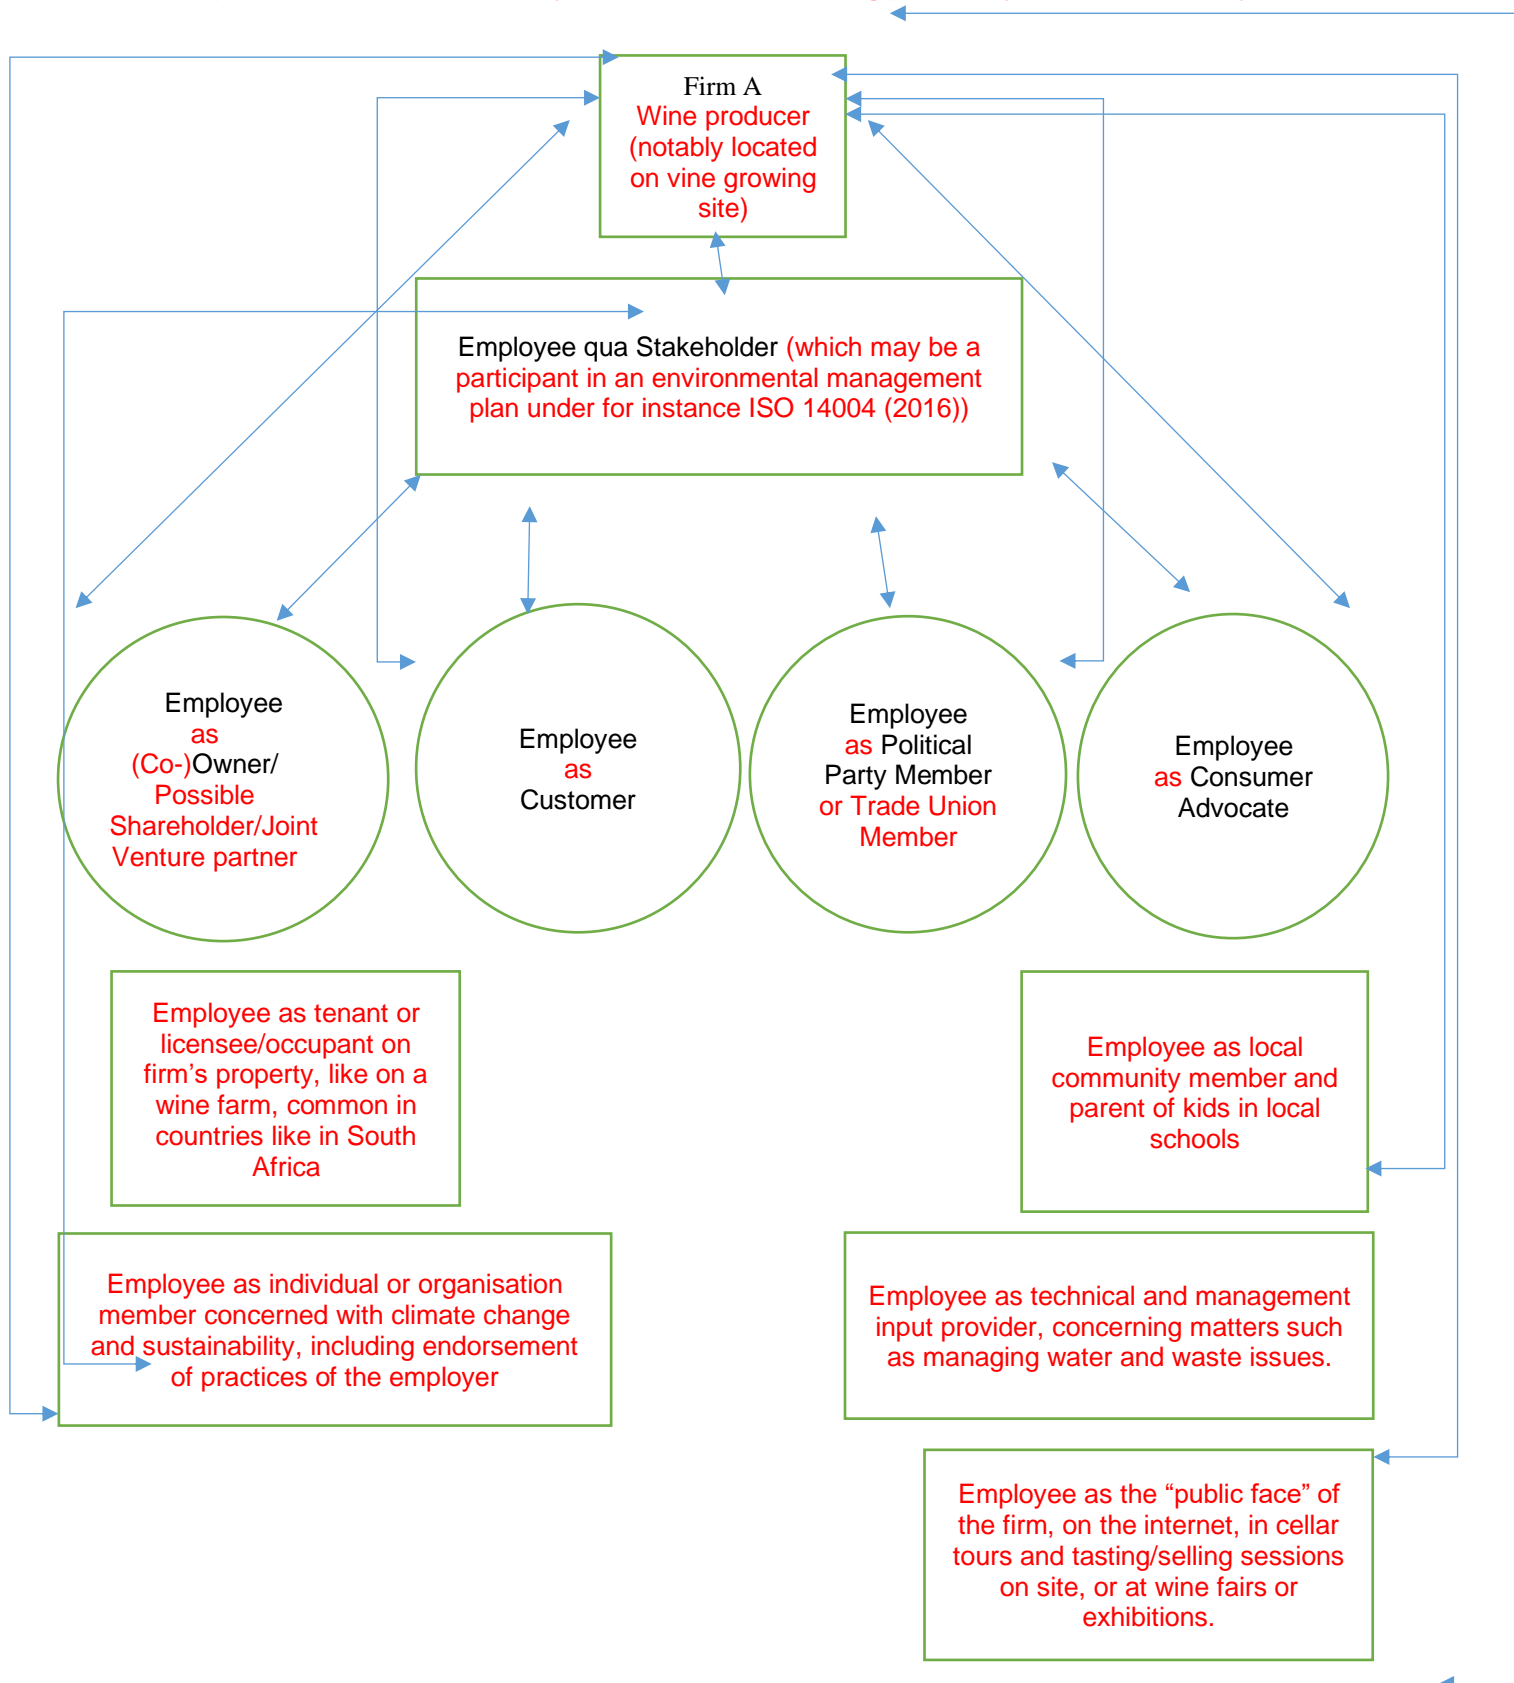 Firm A
Wine producer
(notably located
on vine growing
site)
Employee qua Stakeholder (which may be a
participant in an environmental management
plan under for instance ISO 14004 (2016))
Employee
as
(Co-)Owner/
Possible
Shareholder/Joint
Venture partner
Employee
as
Customer
Employee
as Political
Party Member
or Trade Union
Member
Employee
as Consumer
Advocate
Employee as tenant or
licensee/occupant on
firm’s property, like on a
wine farm, common in
countries like in South
Africa
Employee as local
community member and
parent of kids in local
schools
Employee as individual or organisation
member concerned with climate change
and sustainability, including endorsement
of practices of the employer
Employee as technical and management
input provider, concerning matters such
as managing water and waste issues.
Employee as the “public face” of
the firm, on the internet, in cellar
tours and tasting/selling sessions
on site, or at wine fairs or
exhibitions.